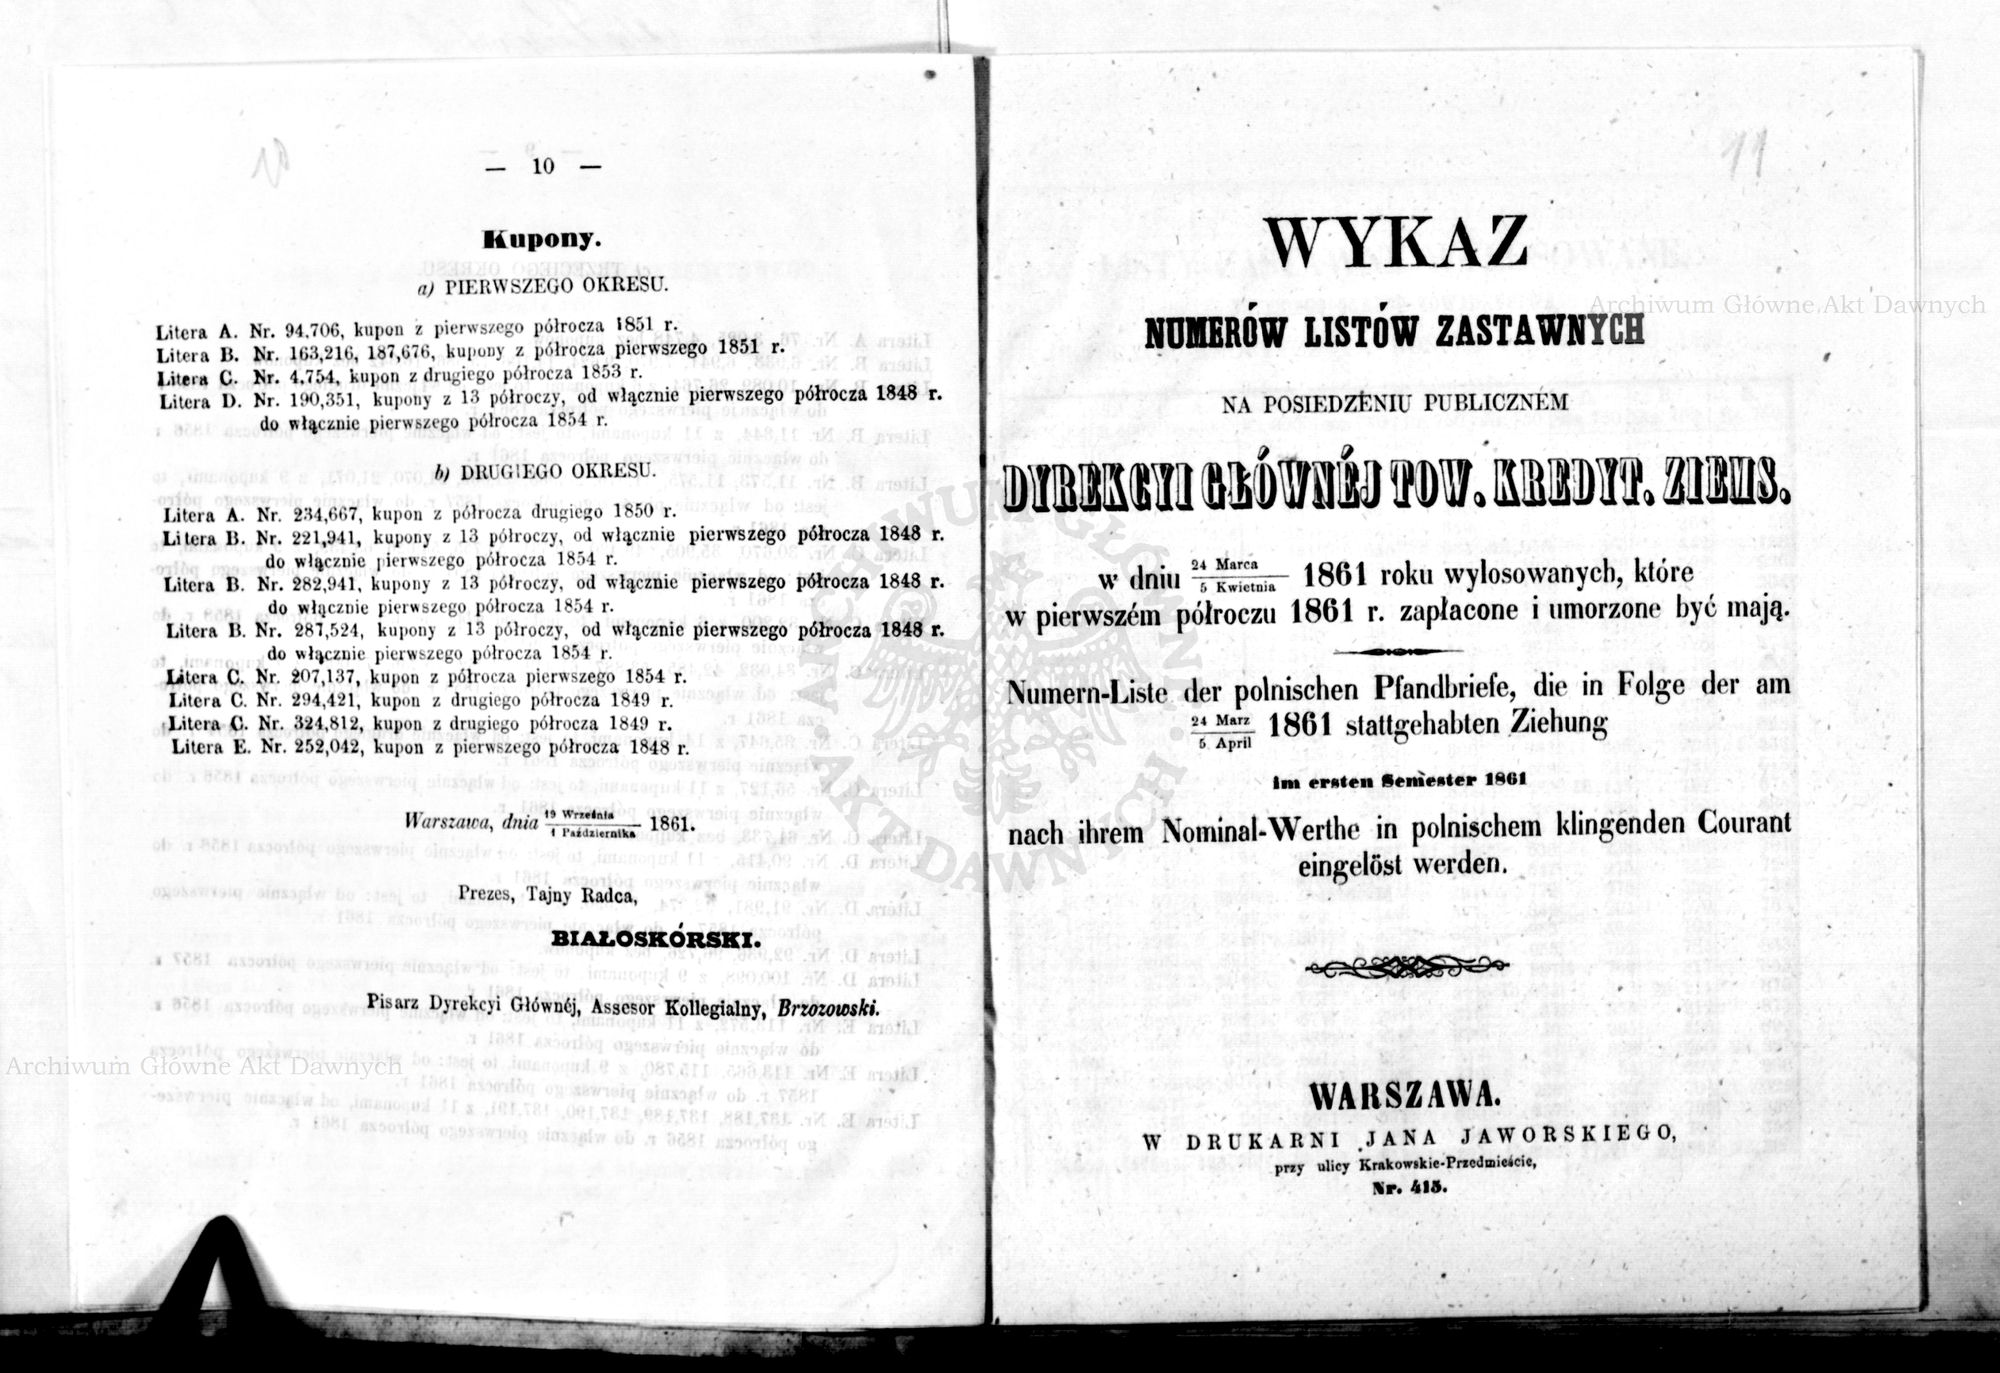 — 10 —
Kupony.
a) PIERWSZEGO OKRESU.
Litera A. Nr. 94,706, kupon z pierwszego półrocza 1851 r.
Litera B. Nr. 163,216, 187,676, kupony z półrocza pierwszego 1851 r.
Litera C. Nr. 4,754, kupon z drugiego półrocza 1853 r.
Litera D. Nr. 190,351, kupony z 13 półroczy, od włącznie pierwszego półrocza 1848 r.
do włącznie pierwszego półrocza 1854 r.
b) DRUGIEGO OKRESU.
Litera A. Nr. 234,667, kupon z półrocza drugiego 1850 r.
Litera B. Nr. 221,941, kupony z 13 półroczy, od włącznie pierwszego półrocza 1848 r.
do włącznie pierwszego półrocza 1854 r.
Litera B. Nr. 282,941, kupony z 13 półroczy, od włącznie pierwszego półrocza 1848 r.
do włącznie pierwszego półrocza 1854 r.
Litera B. Nr. 287,524, kupony z 13 półroczy, od włącznie pierwszego półrocza 1848 r.
do włącznie pierwszego półrocza 1854 r.
Litera C. Nr. 207,137, kupon z półrocza pierwszego 1854 r.
Litera C. Nr. 294,421, kupon z drugiego półrocza 1849 r.
Litera C. Nr. 324,812, kupon z drugiego półrocza 1849 r.
Litera E. Nr. 252,042, kupon z pierwszego półrocza 1848 r.
Warszawa, dnia 19 Września / 1 Października 1861.
Prezes, Tajny Radca,
BIAŁOSKÓRSKI.
Pisarz Dyrekcyi Głównéj, Assesor Kollegialny, Brzozowski.
Archiwum Główne Akt Dawnych
11
WYKAZ
Archiwum Główne Akt Dawnych
NUMERÓW LISTÓW ZASTAWNYCH
NA POSIEDZENIU PUBLICZNÉM
DYREKCYI GŁÓWNÉJ TOW. KREDYT. ZIEMS.
w dniu 24 Marca / 5 Kwietnia 1861 roku wylosowanych, które
w pierwszém półroczu 1861 r. zapłacone i umorzone być mają.
Numern-Liste der polnischen Pfandbriefe, die in Folge der am
24 Marz / 5 April 1861 stattgehabten Ziehung
im ersten Semester 1861
nach ihrem Nominal-Werthe in polnischem klingenden Courant
eingelöst werden.
WARSZAWA.
W DRUKARNI JANA JAWORSKIEGO,
przy ulicy Krakowskie-Przedmieście,
Nr. 415.
ARCHIWUM GŁÓWNE AKT DAWNYCH